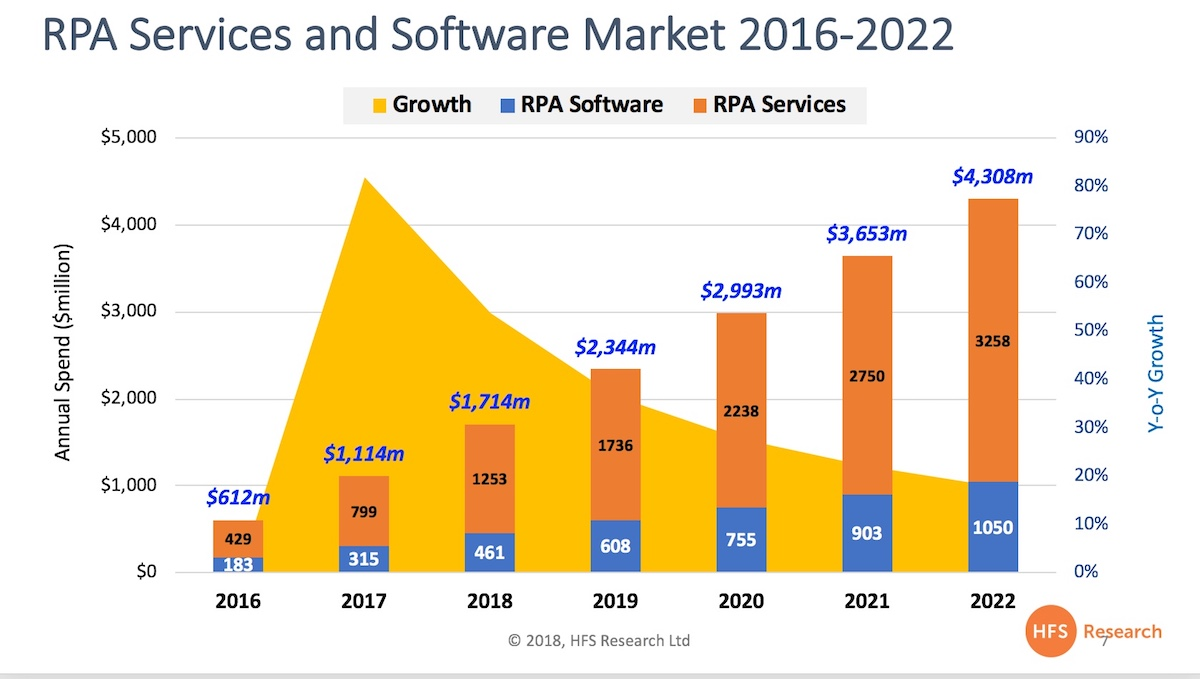 RPA Services and Software Market 2016-2022
Growth RPA Software RPA Services
$5,000
$4,000
$3,000
$2,000
$1,000
$0
Annual Spend ($million)
90%
80%
70%
60%
50%
40%
30%
20%
10%
0%
Y-o-Y Growth
$612m
429
183
$1,114m
799
315
$1,714m
1253
461
$2,344m
1736
608
$2,993m
2238
755
$3,653m
2750
903
$4,308m
3258
1050
2016 2017 2018 2019 2020 2021 2022
© 2018, HFS Research Ltd
HFS Research
7